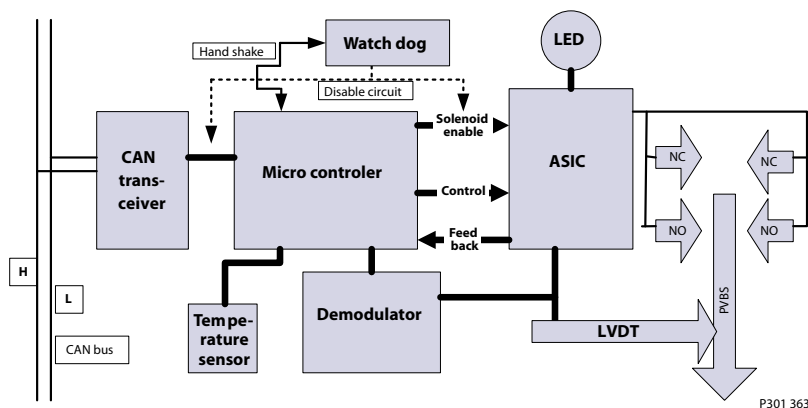 Hand shake
Watch dog
LED
Disable circuit
CAN
trans-
ceiver
Micro controler
Solenoid
enable
ASIC
Control
Feed
back
NC
NC
NO
NO
H
L
CAN bus
Tempe-
rature
sensor
Demodulator
LVDT
PVBS
P301 363